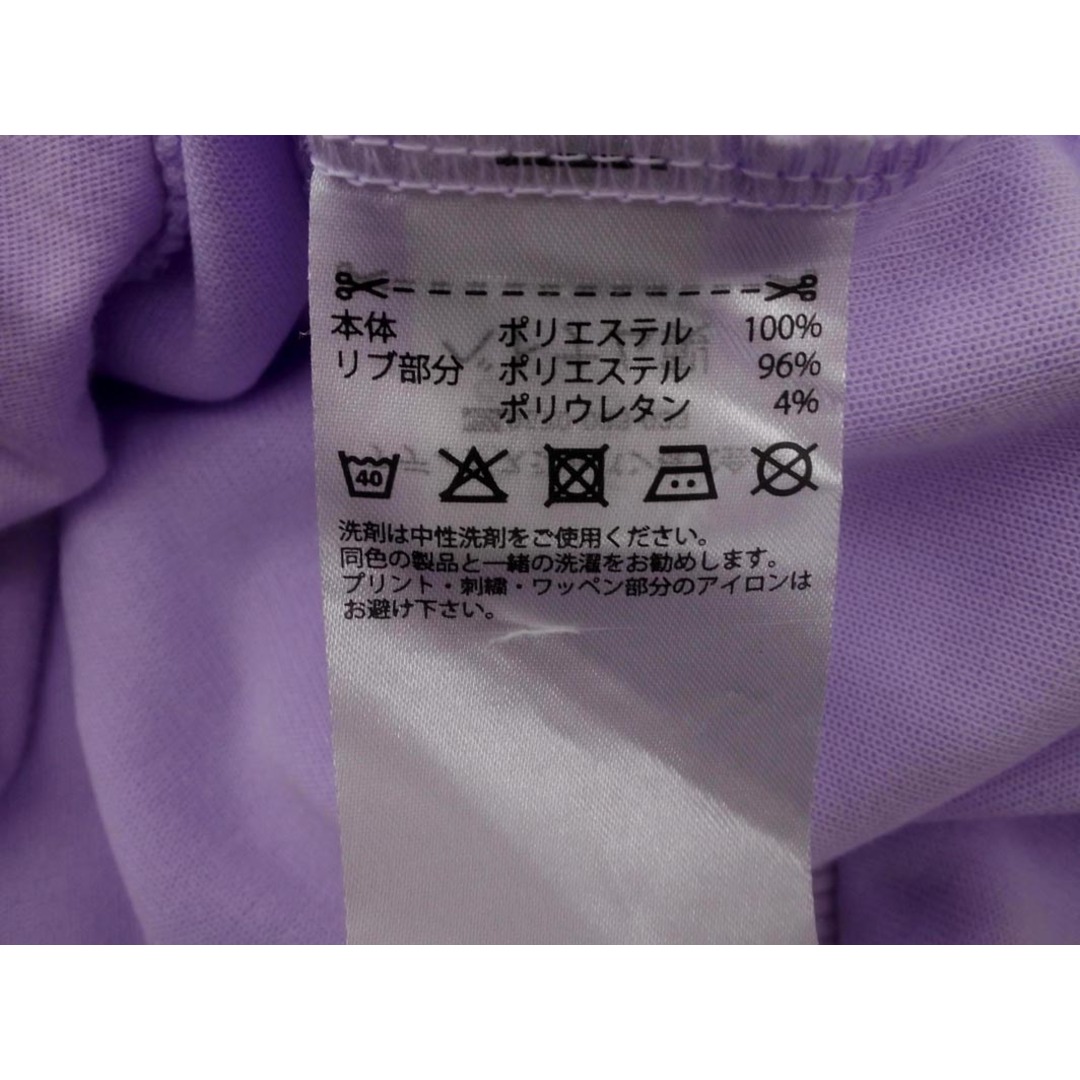 本体 ポリエステル 100%
リブ部分 ポリエステル 96%
ポリウレタン 4%
40
洗剤は中性洗剤をご使用ください。
同色の製品と一緒の洗濯をお勧めします。
プリント・刺繍・ワッペン部分のアイロンは
お避け下さい。